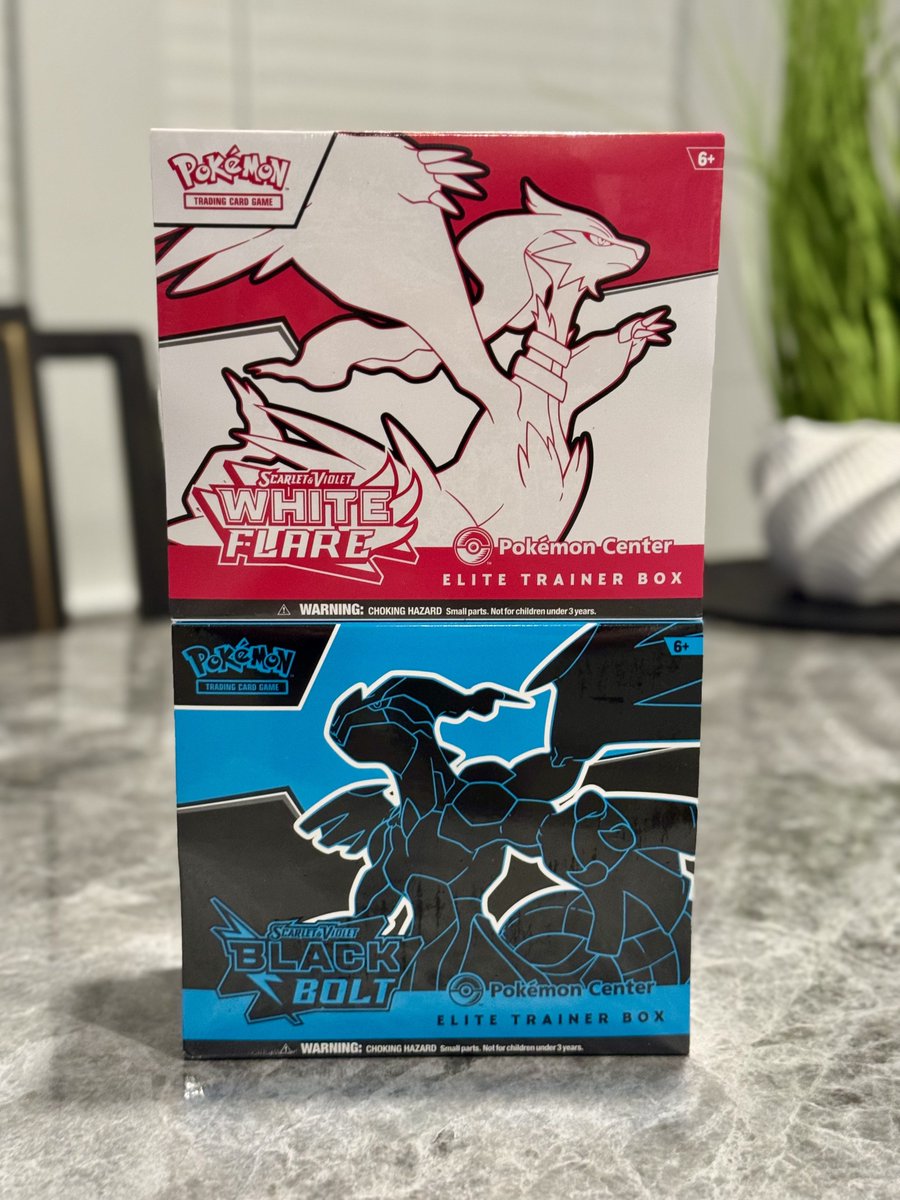 POKéMON
TRADING CARD GAME
6+
SCARLET & VIOLET
WHITE
FLARE
Pokémon Center
ELITE TRAINER BOX
WARNING: CHOKING HAZARD Small parts. Not for children under 3 years.
POKéMON
TRADING CARD GAME
6+
SCARLET & VIOLET
BLACK
BOLT
Pokémon Center
ELITE TRAINER BOX
WARNING: CHOKING HAZARD Small parts. Not for children under 3 years.